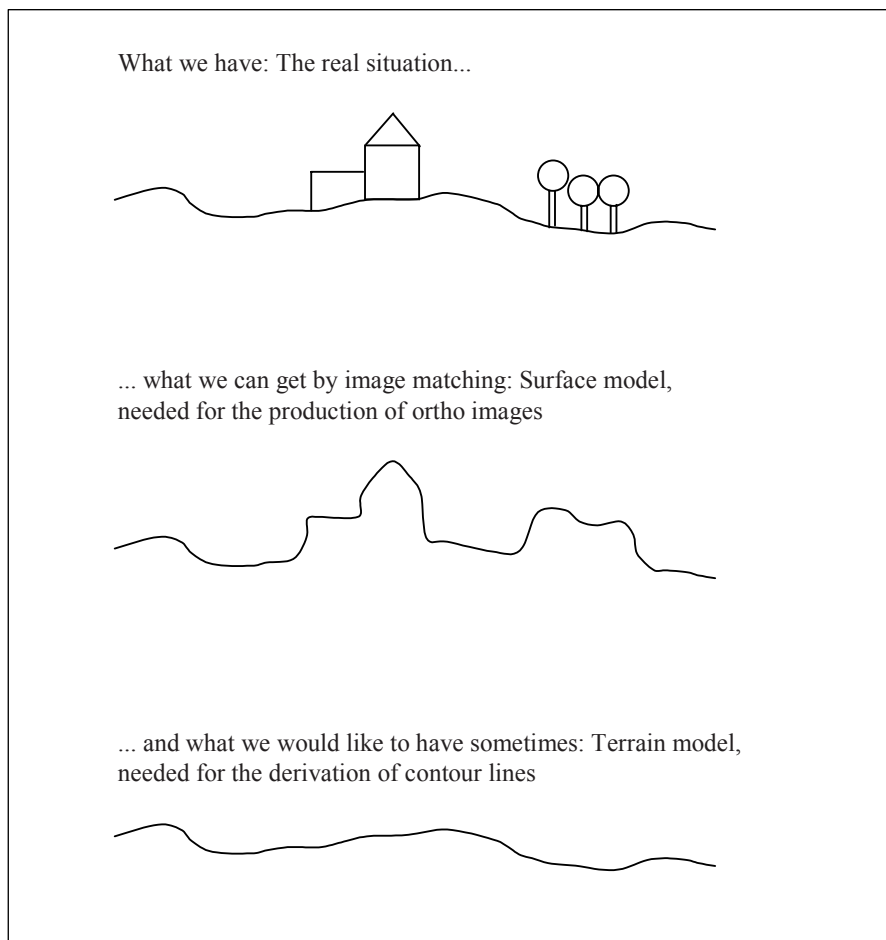 What we have: The real situation...
... what we can get by image matching: Surface model,
needed for the production of ortho images
... and what we would like to have sometimes: Terrain model,
needed for the derivation of contour lines